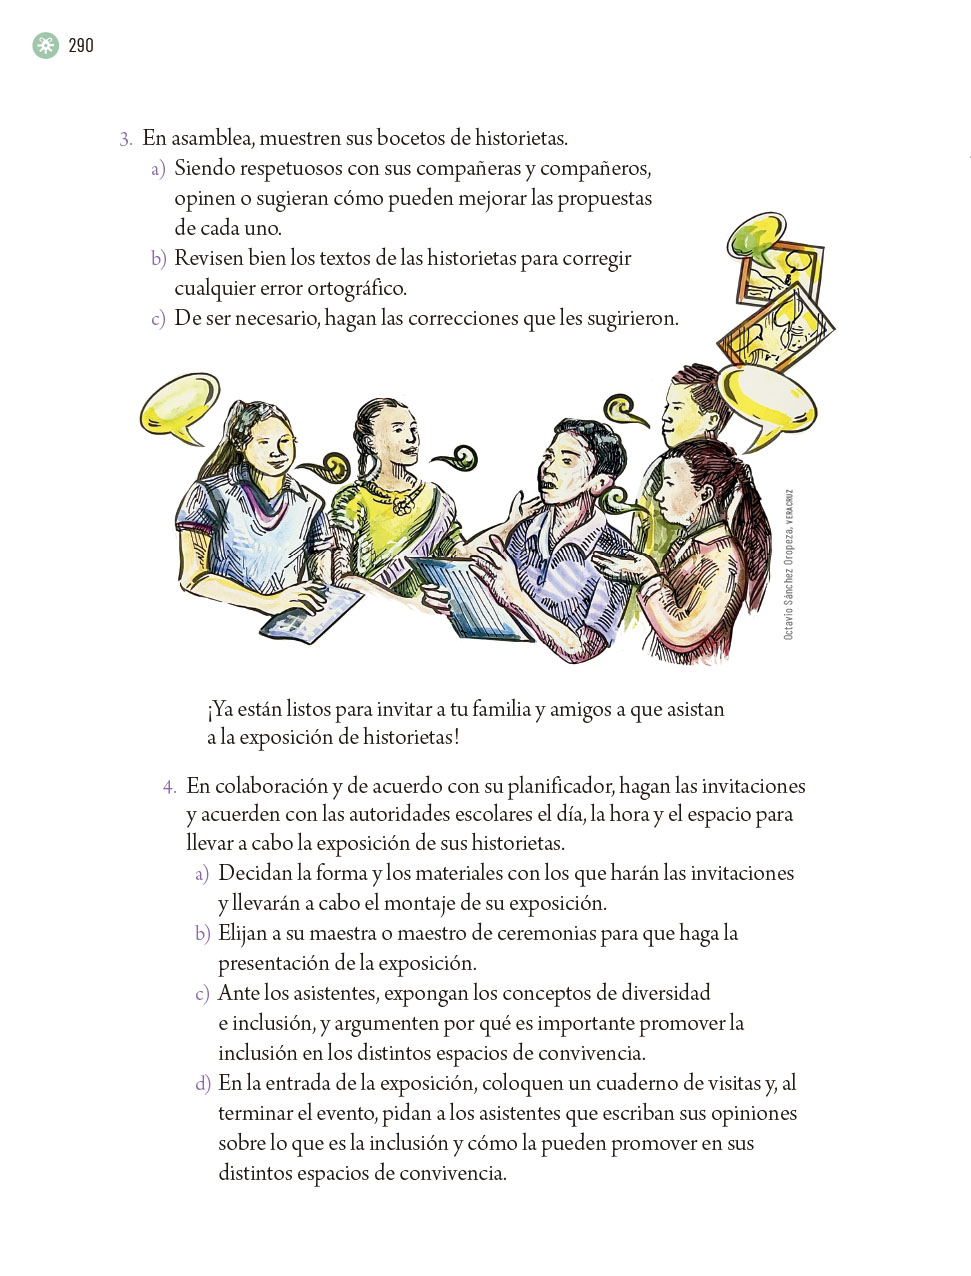 290
3. En asamblea, muestren sus bocetos de historietas.
a) Siendo respetuosos con sus compañeras y compañeros,
opinen o sugieran cómo pueden mejorar las propuestas
de cada uno.
b) Revisen bien los textos de las historietas para corregir
cualquier error ortográfico.
c) De ser necesario, hagan las correcciones que les sugirieron.
Octavio Sánchez Oropeza, VERACRUZ
¡Ya están listos para invitar a tu familia y amigos a que asistan
a la exposición de historietas!
4. En colaboración y de acuerdo con su planificador, hagan las invitaciones
y acuerden con las autoridades escolares el día, la hora y el espacio para
llevar a cabo la exposición de sus historietas.
a) Decidan la forma y los materiales con los que harán las invitaciones
y llevarán a cabo el montaje de su exposición.
b) Elijan a su maestra o maestro de ceremonias para que haga la
presentación de la exposición.
c) Ante los asistentes, expongan los conceptos de diversidad
e inclusión, y argumenten por qué es importante promover la
inclusión en los distintos espacios de convivencia.
d) En la entrada de la exposición, coloquen un cuaderno de visitas y, al
terminar el evento, pidan a los asistentes que escriban sus opiniones
sobre lo que es la inclusión y cómo la pueden promover en sus
distintos espacios de convivencia.